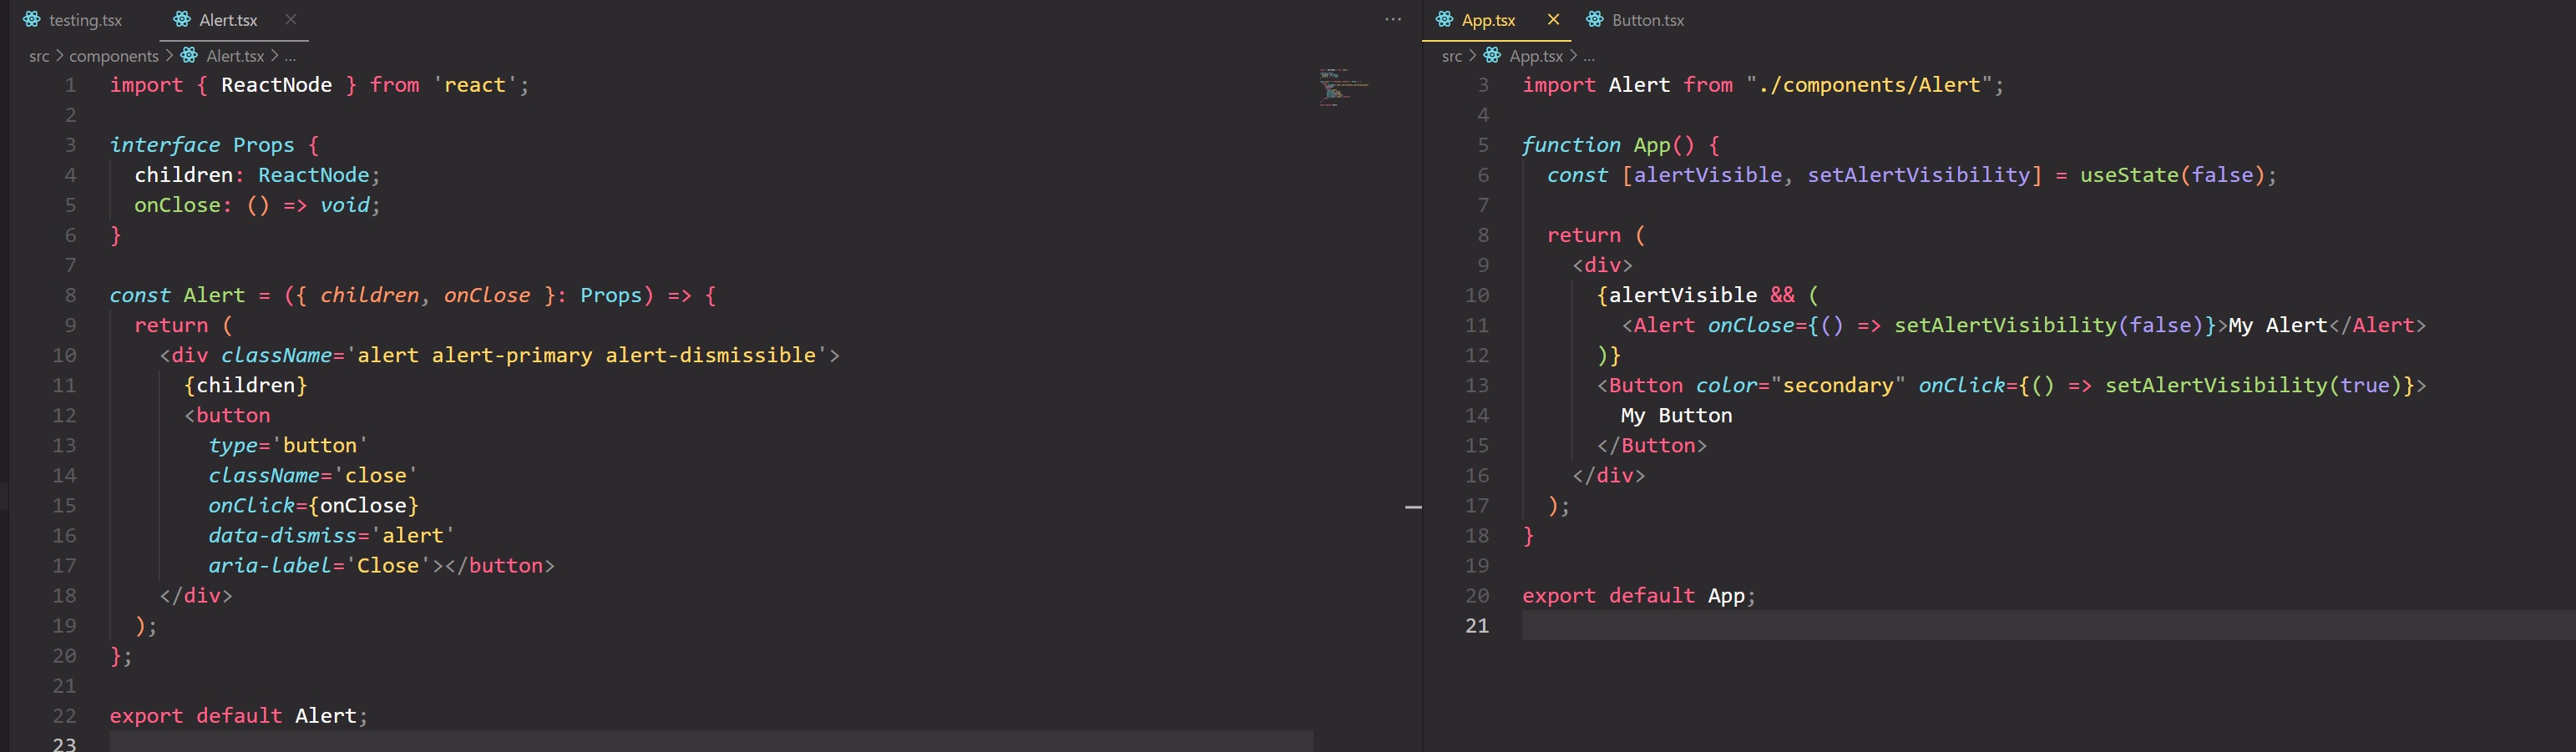 testing.tsx Alert.tsx ×
src > components > Alert.tsx > ...
1 import { ReactNode } from 'react';
2
3 interface Props {
4   children: ReactNode;
5   onClose: () => void;
6 }
7
8 const Alert = ({ children, onClose }: Props) => {
9   return (
10     <div className='alert alert-primary alert-dismissible'>
11       {children}
12       <button
13         type='button'
14         className='close'
15         onClick={onClose}
16         data-dismiss='alert'
17         aria-label='Close'></button>
18     </div>
19   );
20 };
21
22 export default Alert;
23
App.tsx × Button.tsx
src > App.tsx > ...
3 import Alert from "./components/Alert";
4
5 function App() {
6   const [alertVisible, setAlertVisibility] = useState(false);
7
8   return (
9     <div>
10       {alertVisible && (
11         <Alert onClose={() => setAlertVisibility(false)}>My Alert</Alert>
12       )}
13       <Button color="secondary" onClick={() => setAlertVisibility(true)}>
14         My Button
15       </Button>
16     </div>
17   );
18 }
19
20 export default App;
21